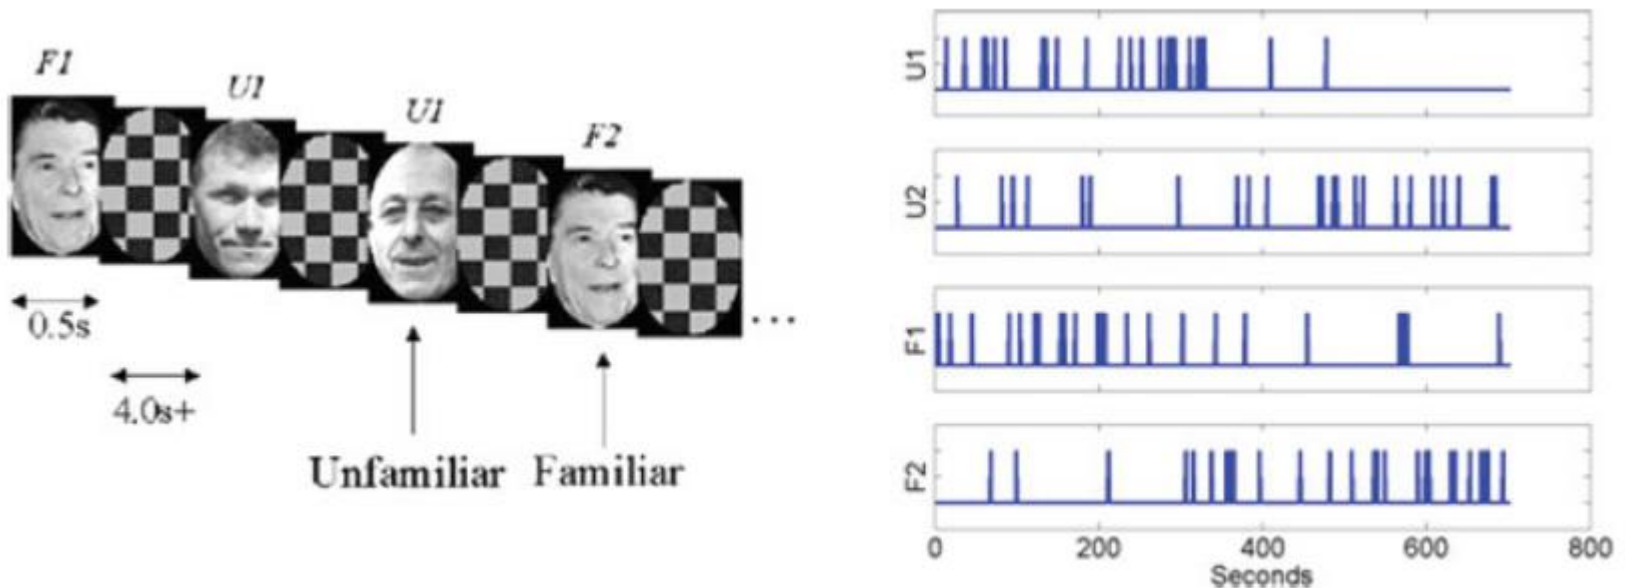 F1
U1
U1
F2
0.5s
4.0s+
...
Unfamiliar Familiar
U1
U2
F1
F2
0 200 400 600 800
Seconds